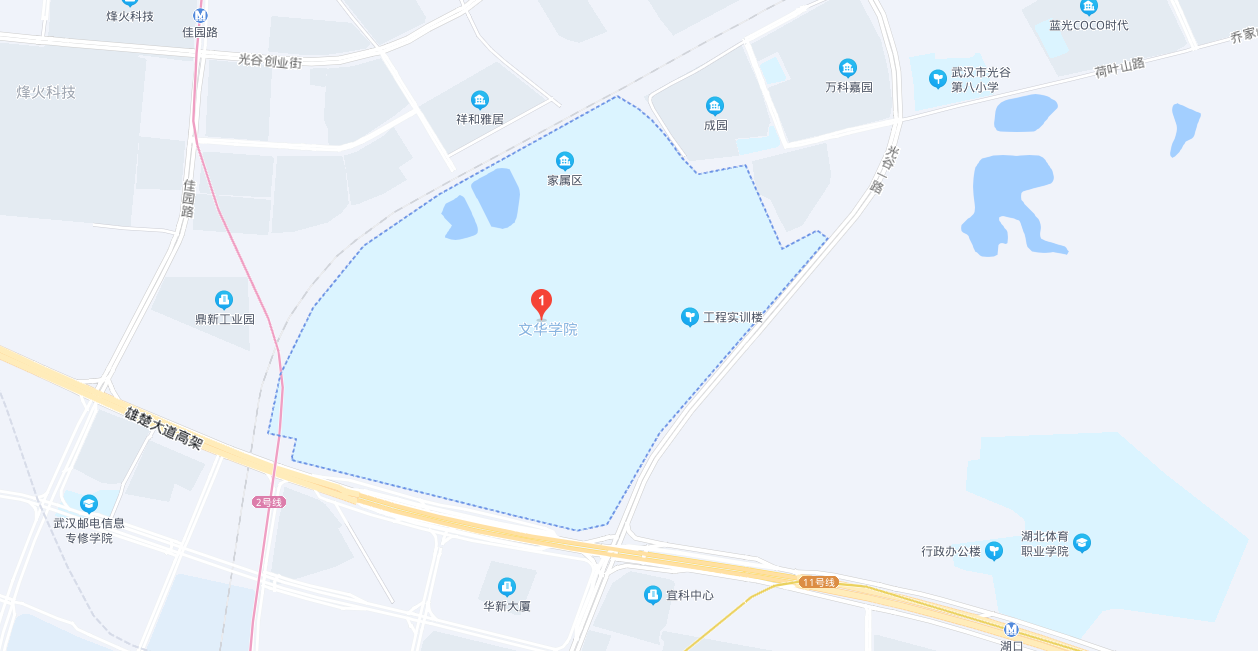 烽火科技
佳园路
光谷创业街
烽火科技
祥和雅居
成园
万科嘉园
武汉市光谷
第八小学
蓝光COCO时代
荷叶山路
家属区
佳园路
光谷一路
鼎新工业园
1
文华学院
工程实训楼
雄楚大道高架
2号线
武汉邮电信息
专修学院
华新大厦
宜科中心
11号线
行政办公楼
湖北体育
职业学院
湖口